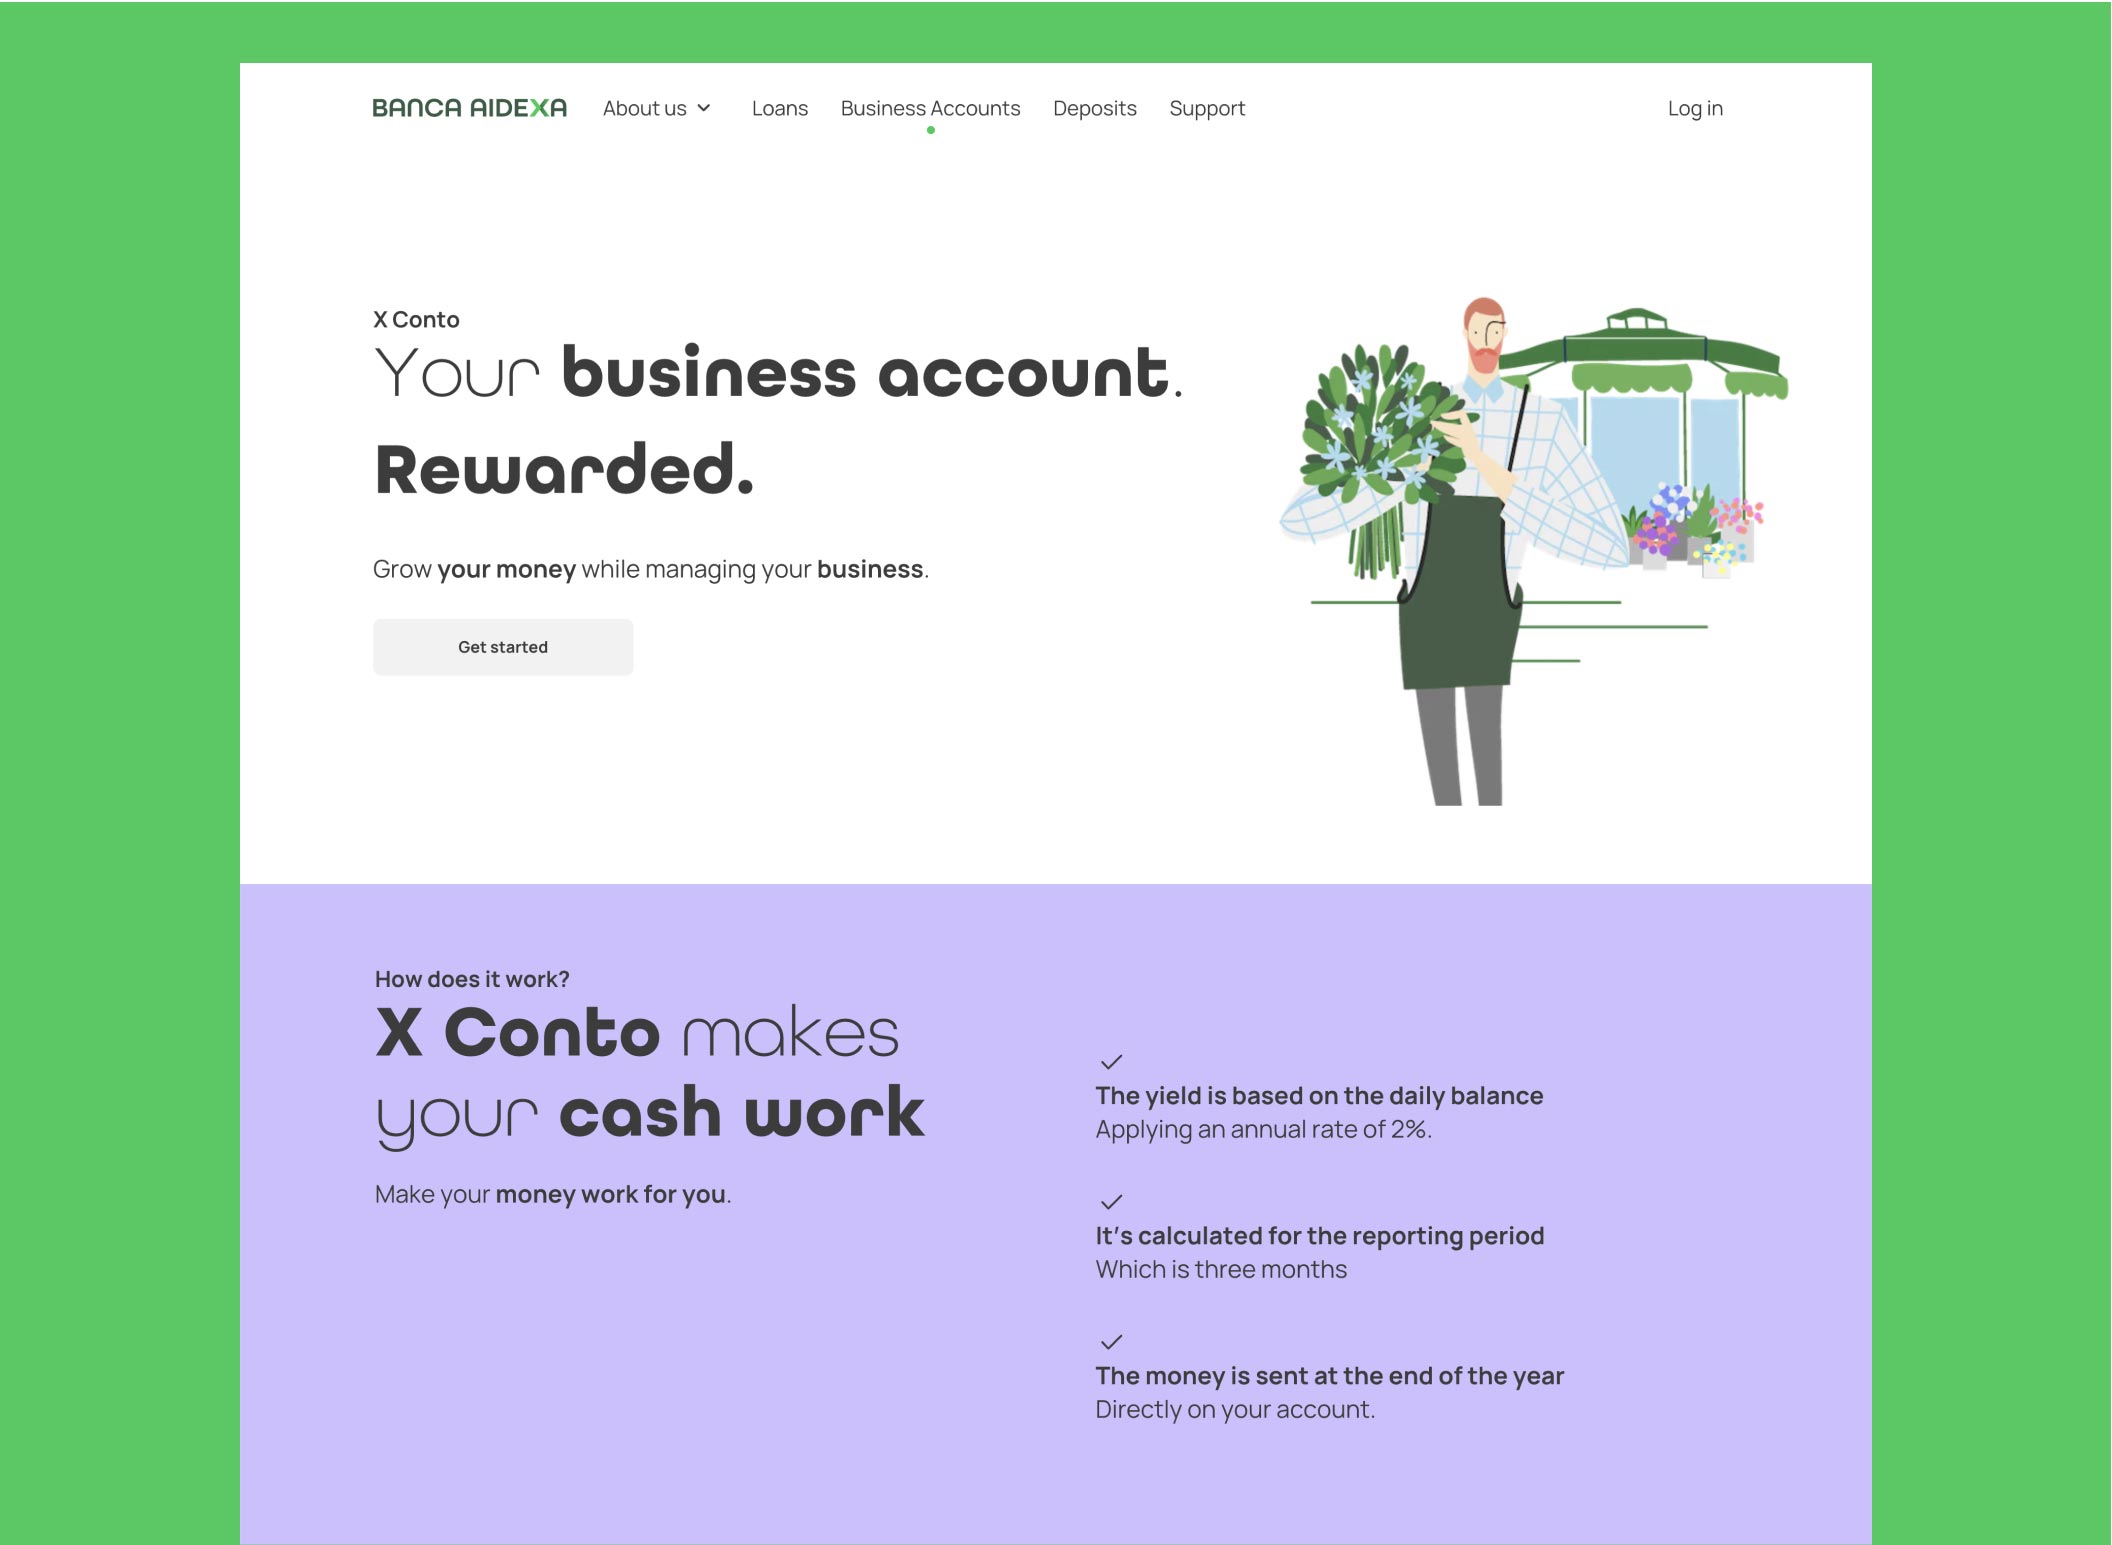 BANCA AIDEXA About us Loans Business Accounts Deposits Support Log in
X Conto
Your business account.
Rewarded.
Grow your money while managing your business.
Get started
How does it work?
X Conto makes
your cash work
Make your money work for you.
The yield is based on the daily balance
Applying an annual rate of 2%.
It's calculated for the reporting period
Which is three months
The money is sent at the end of the year
Directly on your account.